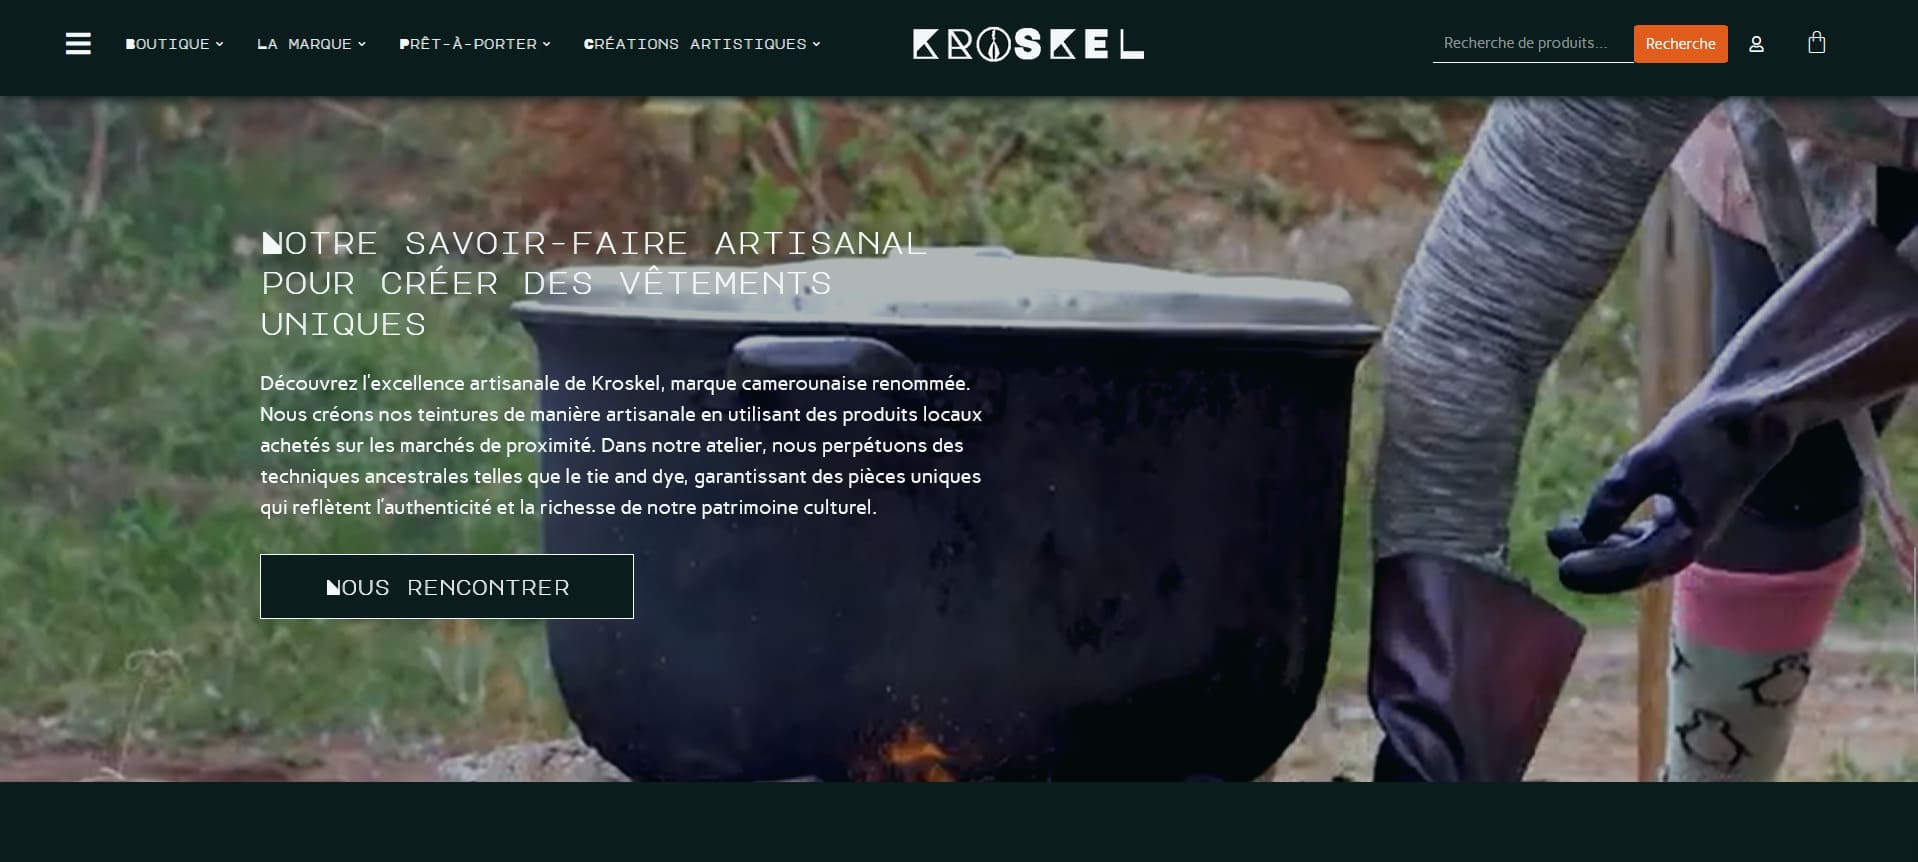 BOUTIQUE
LA MARQUE
PRÊT-À-PORTER
CRÉATIONS ARTISTIQUES
KROSKEL
Recherche de produits...
Recherche
NOTRE SAVOIR-FAIRE ARTISANAL
POUR CRÉER DES VÊTEMENTS
UNIQUES
Découvrez l'excellence artisanale de Kroskel, marque camerounaise renommée.
Nous créons nos teintures de manière artisanale en utilisant des produits locaux
achetés sur les marchés de proximité. Dans notre atelier, nous perpétuons des
techniques ancestrales telles que le tie and dye, garantissant des pièces uniques
qui reflètent l'authenticité et la richesse de notre patrimoine culturel.
NOUS RENCONTRER